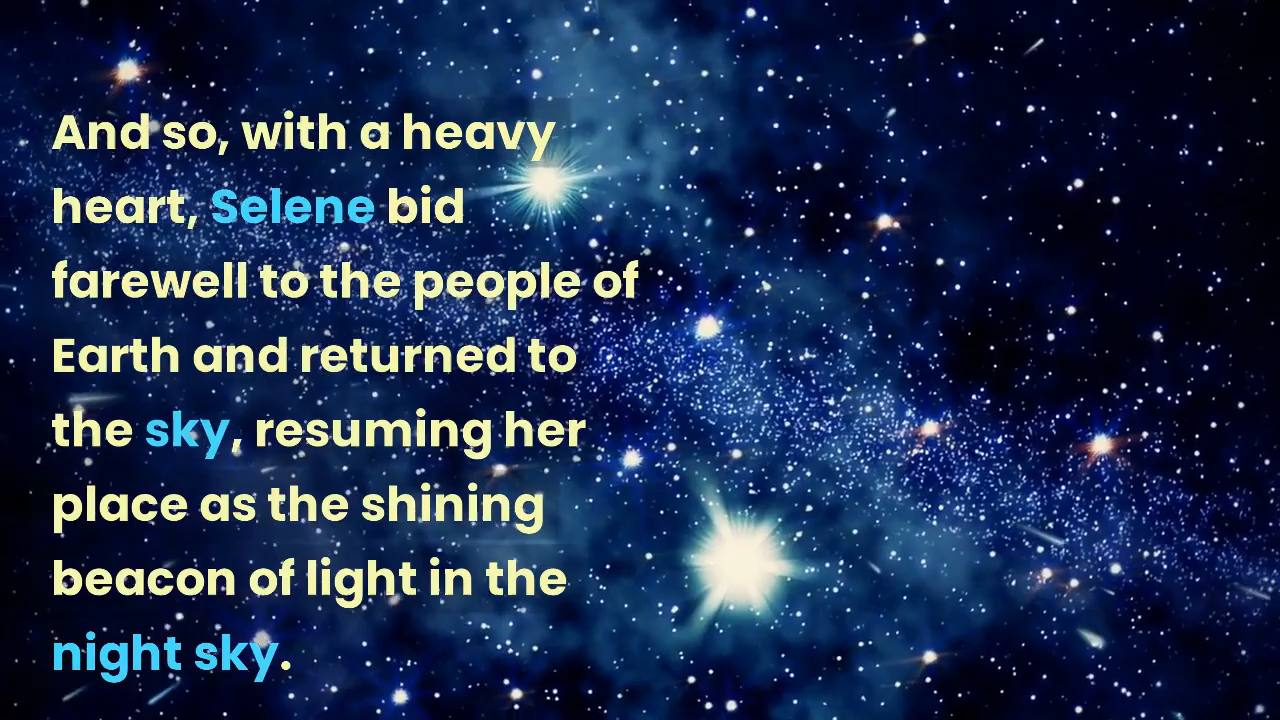 And so, with a heavy
heart, Selene bid
farewell to the people of
Earth and returned to
the sky, resuming her
place as the shining
beacon of light in the
night sky.